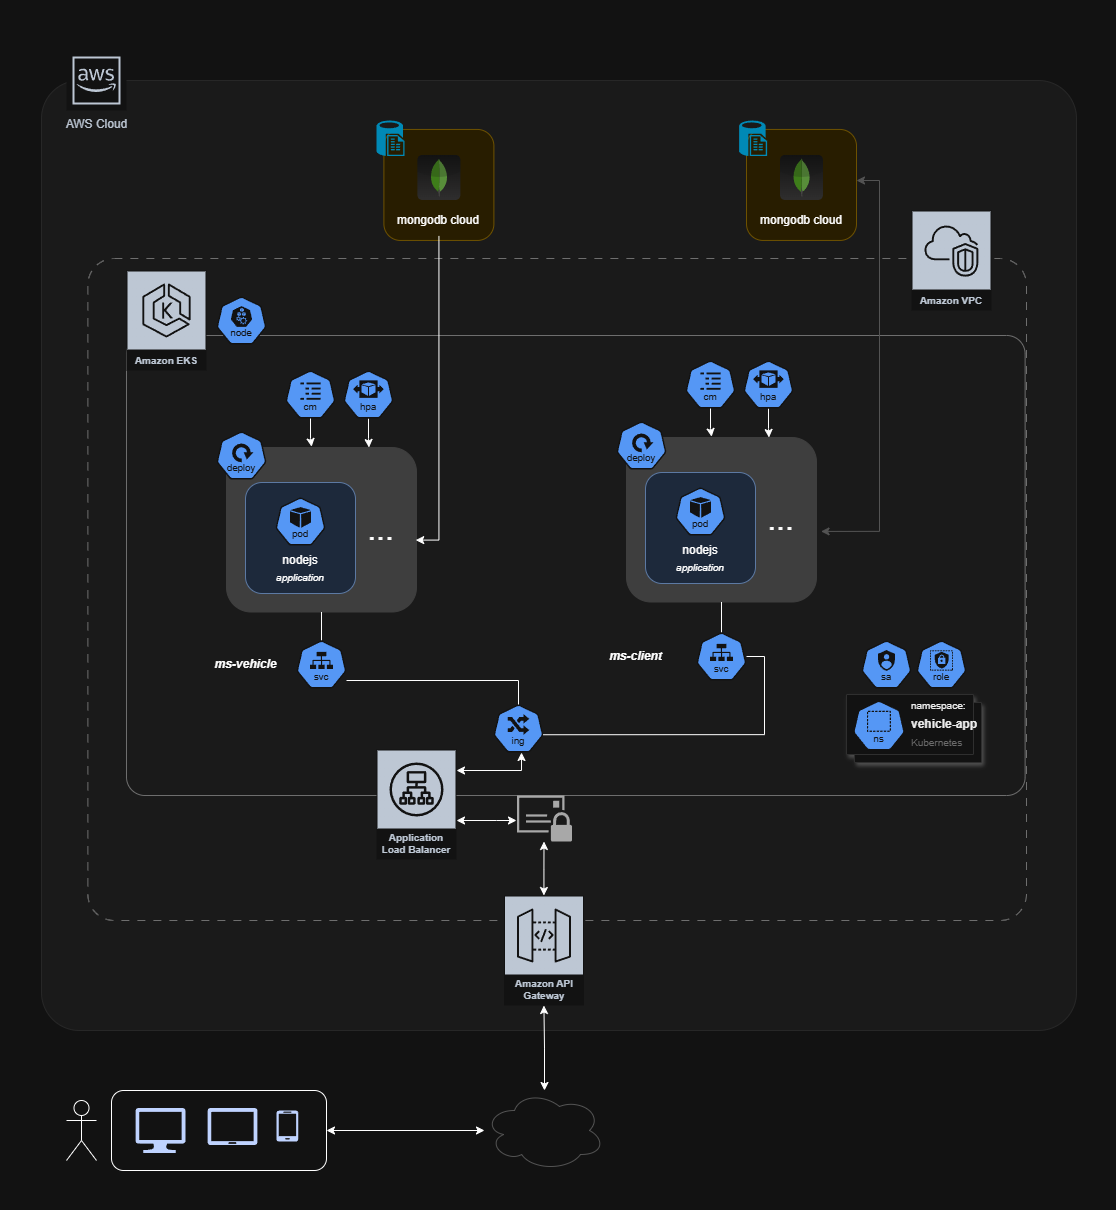 aws
AWS Cloud
mongodb cloud
mongodb cloud
Amazon VPC
K
Amazon EKS
node
cm
hpa
cm
hpa
deploy
deploy
pod
nodejs
application
...
pod
nodejs
application
...
ms-vehicle
svc
ms-client
svc
sa
role
namespace:
vehicle-app
Kubernetes
ns
ing
Application
Load Balancer
</>
Amazon API
Gateway